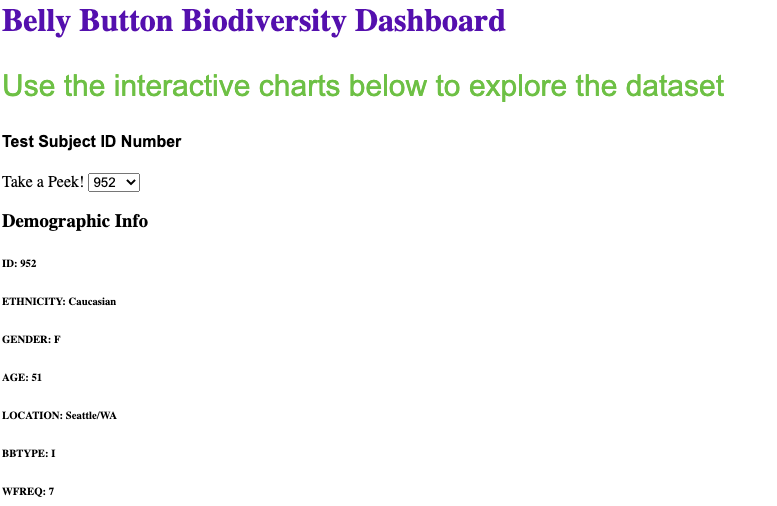 Belly Button Biodiversity Dashboard
Use the interactive charts below to explore the dataset
Test Subject ID Number
Take a Peek! 952
Demographic Info
ID: 952
ETHNICITY: Caucasian
GENDER: F
AGE: 51
LOCATION: Seattle/WA
BBTYPE: I
WFREQ: 7